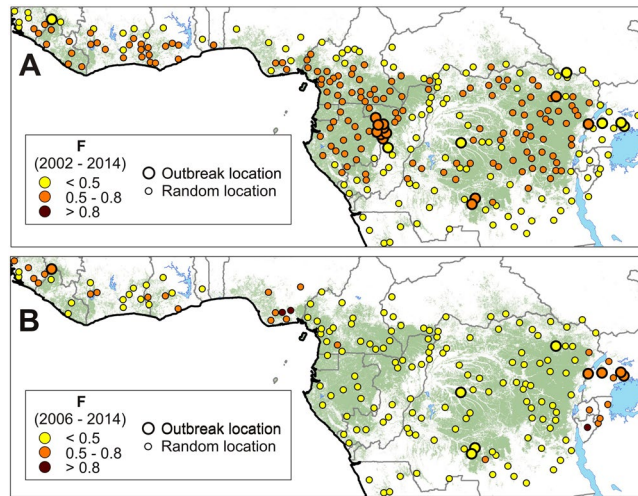 A
F
(2002 - 2014)
< 0.5
0.5 - 0.8
> 0.8
Outbreak location
Random location
B
F
(2006 - 2014)
< 0.5
0.5 - 0.8
> 0.8
Outbreak location
Random location